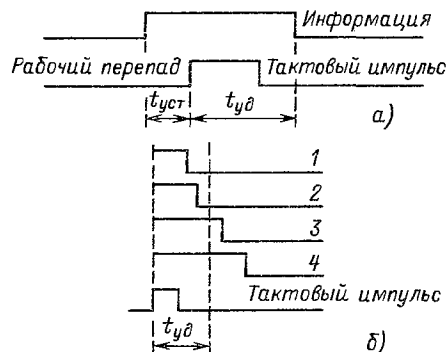 Информация
Рабочий перепад
Тактовый импульс
tуст
tуд
а)
1
2
3
4
Тактовый импульс
tуд
б)